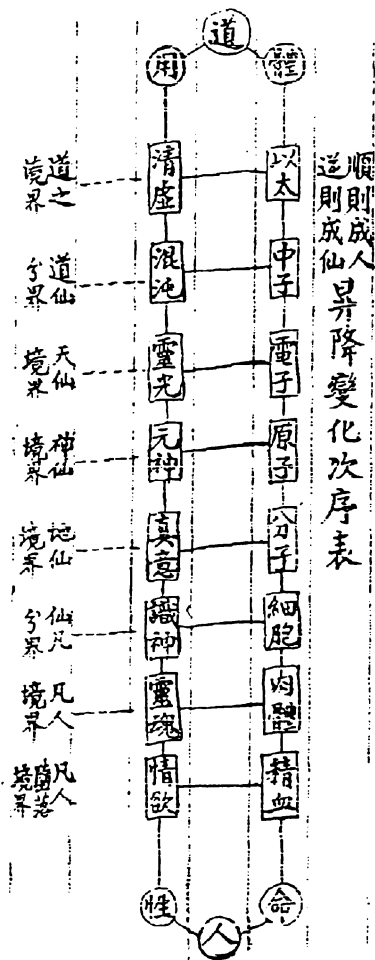 順則成人
逆則成仙
昇降變化次序表
道
體
用
以太
清虛
道之境界
中子
混沌
道仙分界
電子
靈光
天仙境界
原子
元神
神仙境界
分子
真意
地仙境界
細胞
識神
仙凡分界
肉體
靈魂
凡人境界
精血
情欲
凡人墮落境界
命
性
人